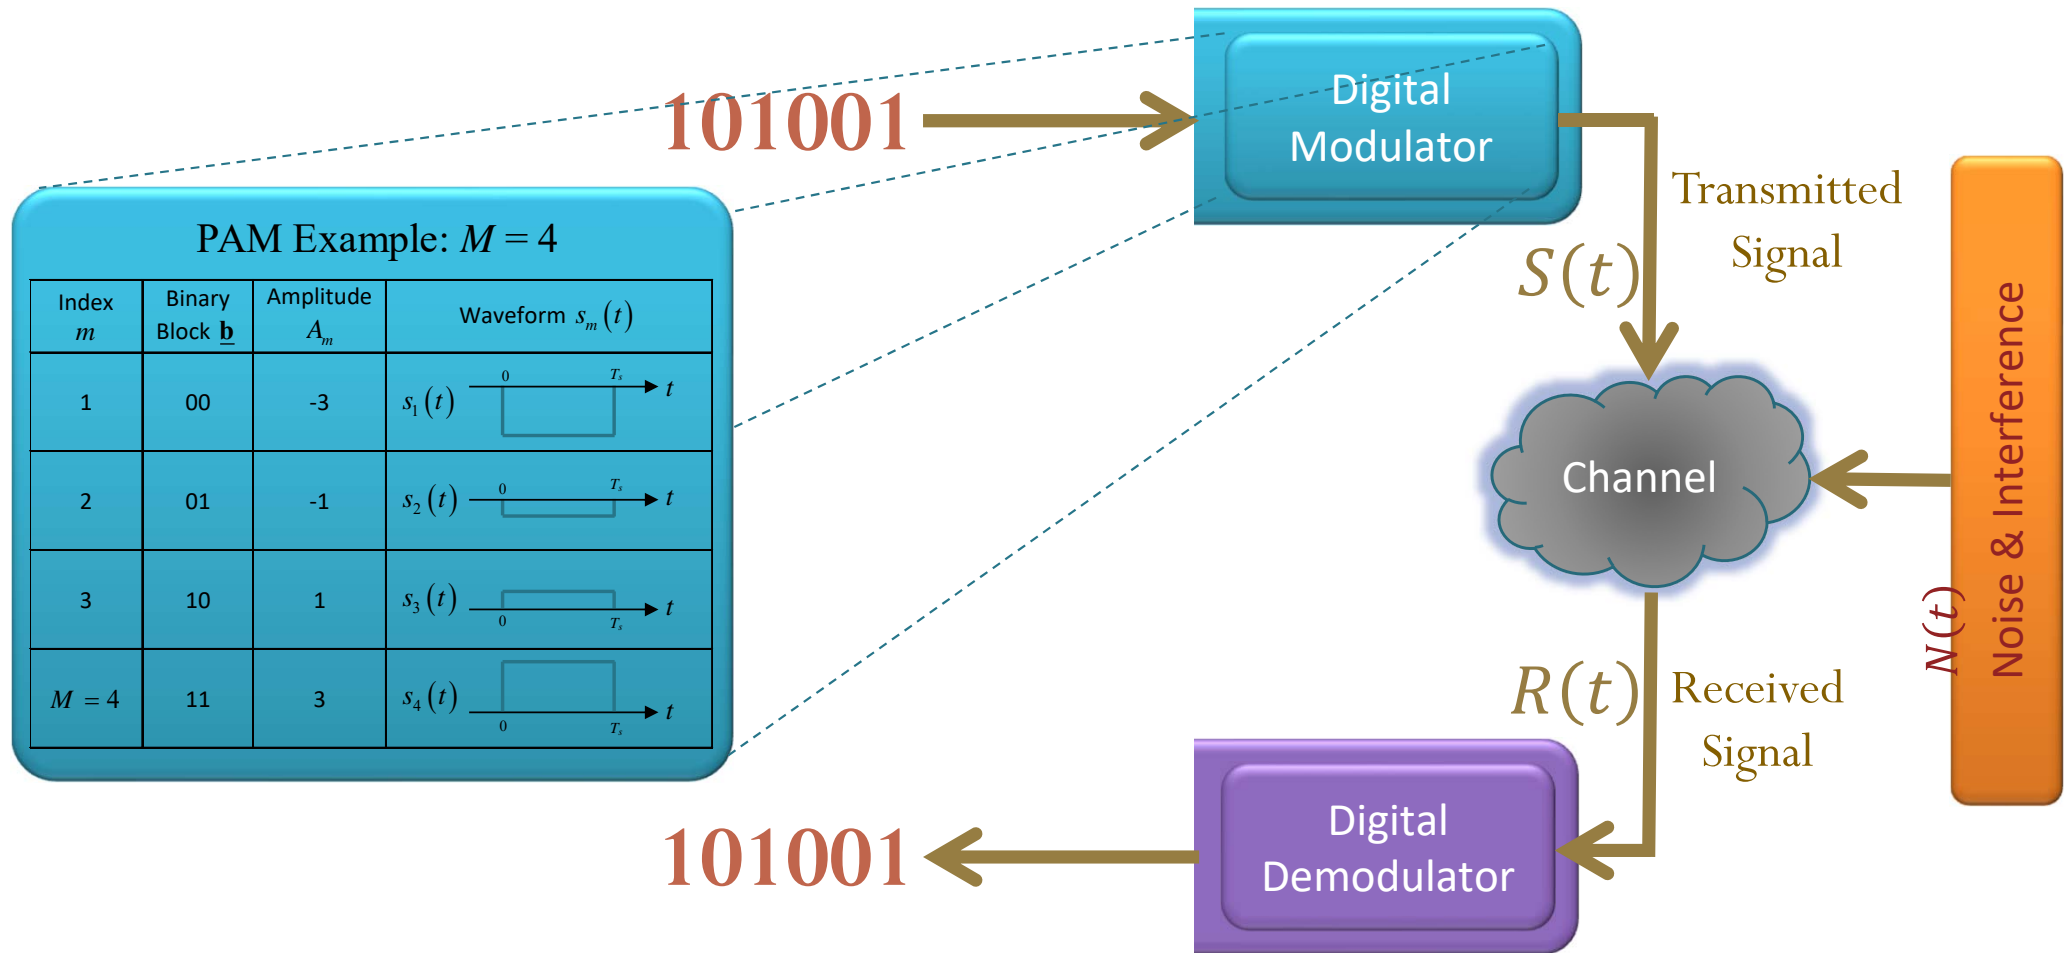 101001
Digital
Modulator
Transmitted
Signal
S(t)
PAM Example: M = 4
Index
m
Binary
Block b
Amplitude
A_m
Waveform s_m(t)
1
00
-3
s_1(t)
0
T_s
t
2
01
-1
s_2(t)
0
T_s
t
3
10
1
s_3(t)
0
T_s
t
M = 4
11
3
s_4(t)
0
T_s
t
Channel
N(t)
Noise & Interference
R(t)
Received
Signal
101001
Digital
Demodulator